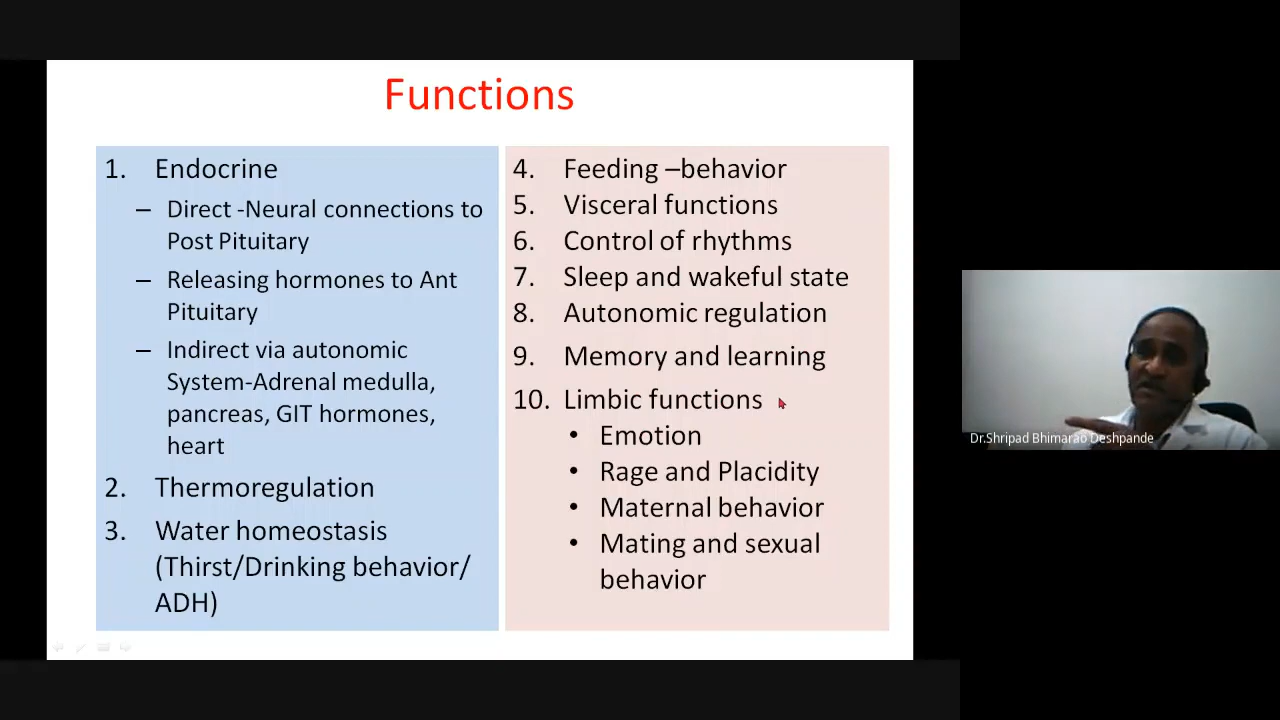 Functions
1. Endocrine
– Direct -Neural connections to
Post Pituitary
– Releasing hormones to Ant
Pituitary
– Indirect via autonomic
System-Adrenal medulla,
pancreas, GIT hormones,
heart
2. Thermoregulation
3. Water homeostasis
(Thirst/Drinking behavior/
ADH)
4. Feeding –behavior
5. Visceral functions
6. Control of rhythms
7. Sleep and wakeful state
8. Autonomic regulation
9. Memory and learning
10. Limbic functions
• Emotion
• Rage and Placidity
• Maternal behavior
• Mating and sexual
behavior
Dr.Shripad Bhimarao Deshpande